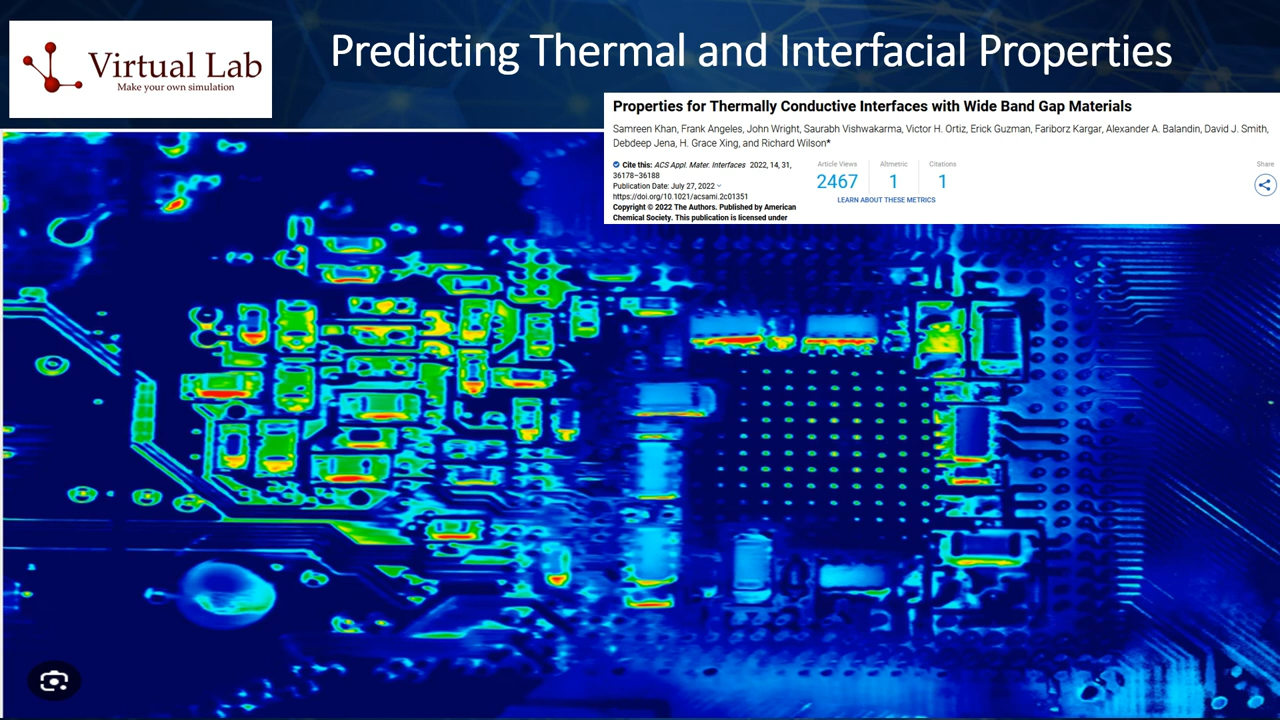 Virtual Lab
Make your own simulation
Predicting Thermal and Interfacial Properties
Properties for Thermally Conductive Interfaces with Wide Band Gap Materials
Samreen Khan, Frank Angeles, John Wright, Saurabh Vishwakarma, Victor H. Ortiz, Erick Guzman, Fariborz Kargar, Alexander A. Balandin, David J. Smith,
Debdeep Jena, H. Grace Xing, and Richard Wilson*
Cite this: ACS Appl. Mater. Interfaces 2022, 14, 31,
36178–36188
Publication Date: July 27, 2022
https://doi.org/10.1021/acsami.2c01351
Copyright © 2022 The Authors. Published by American
Chemical Society. This publication is licensed under
Article Views
2467
Altmetric
1
Citations
1
LEARN ABOUT THESE METRICS
Share